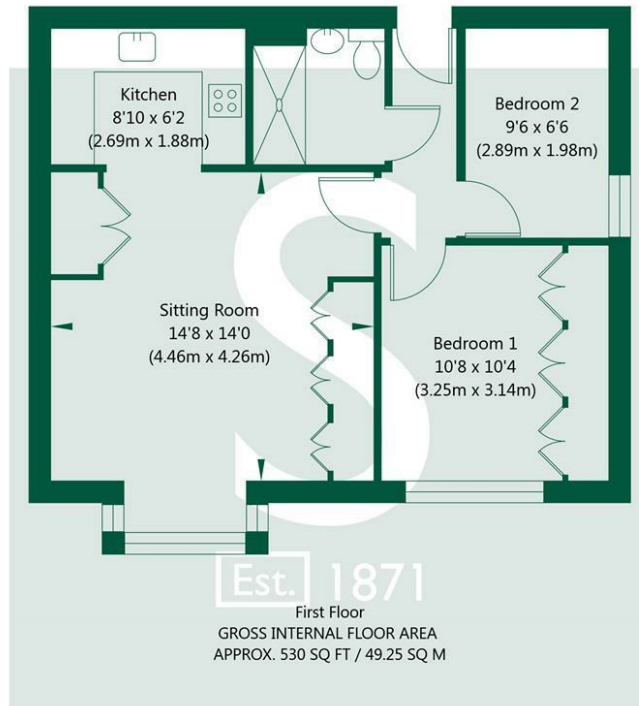 Kitchen
8'10 x 6'2
(2.69m x 1.88m)
Bedroom 2
9'6 x 6'6
(2.89m x 1.98m)
Sitting Room
14'8 x 14'0
(4.46m x 4.26m)
Bedroom 1
10'8 x 10'4
(3.25m x 3.14m)
S
Est. 1871
First Floor
GROSS INTERNAL FLOOR AREA
APPROX. 530 SQ FT / 49.25 SQ M